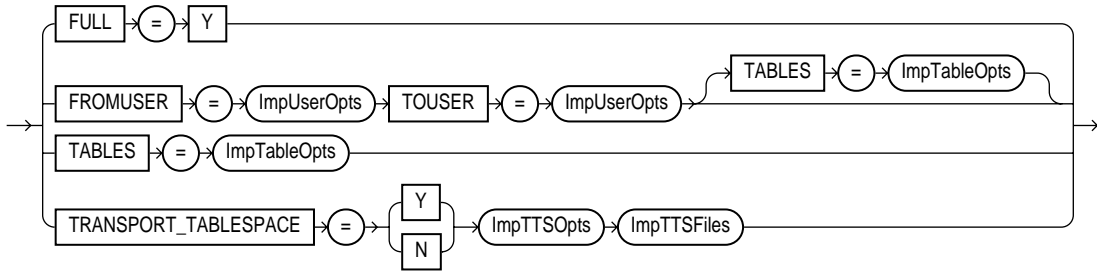 FULL = Y
TABLES = ImpTableOpts
FROMUSER = ImpUserOpts TOUSER = ImpUserOpts
TABLES = ImpTableOpts
TRANSPORT_TABLESPACE = Y ImpTTSOpts ImpTTSFiles
N